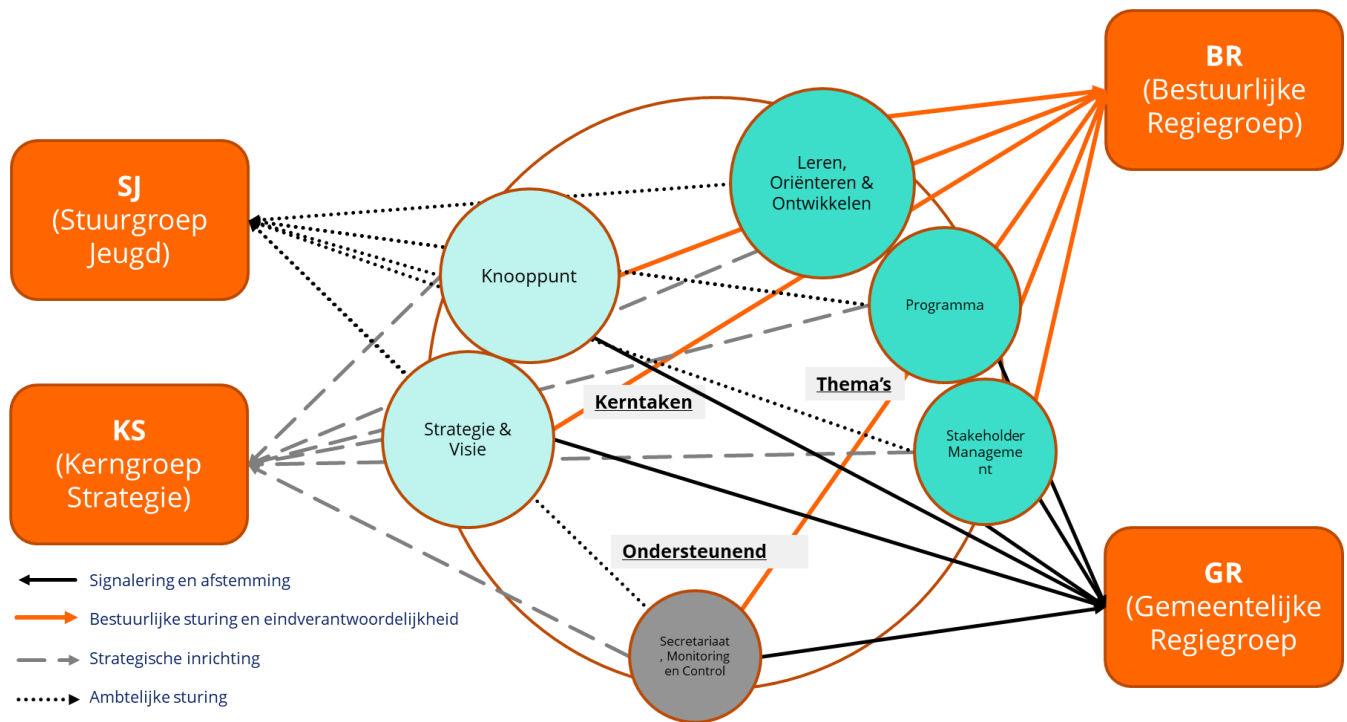 BR
(Bestuurlijke
Regiegroep)
SJ
(Stuurgroep
Jeugd)
Leren,
Oriënteren &
Ontwikkelen
Knooppunt
Programma
Thema's
Kerntaken
KS
(Kerngroep
Strategie)
Strategie &
Visie
Stakeholder
Manageme
nt
Ondersteunend
GR
(Gemeentelijke
Regiegroep
Secretariaat
, Monitoring
en Control
Signalering en afstemming
Bestuurlijke sturing en eindverantwoordelijkheid
Strategische inrichting
Ambtelijke sturing